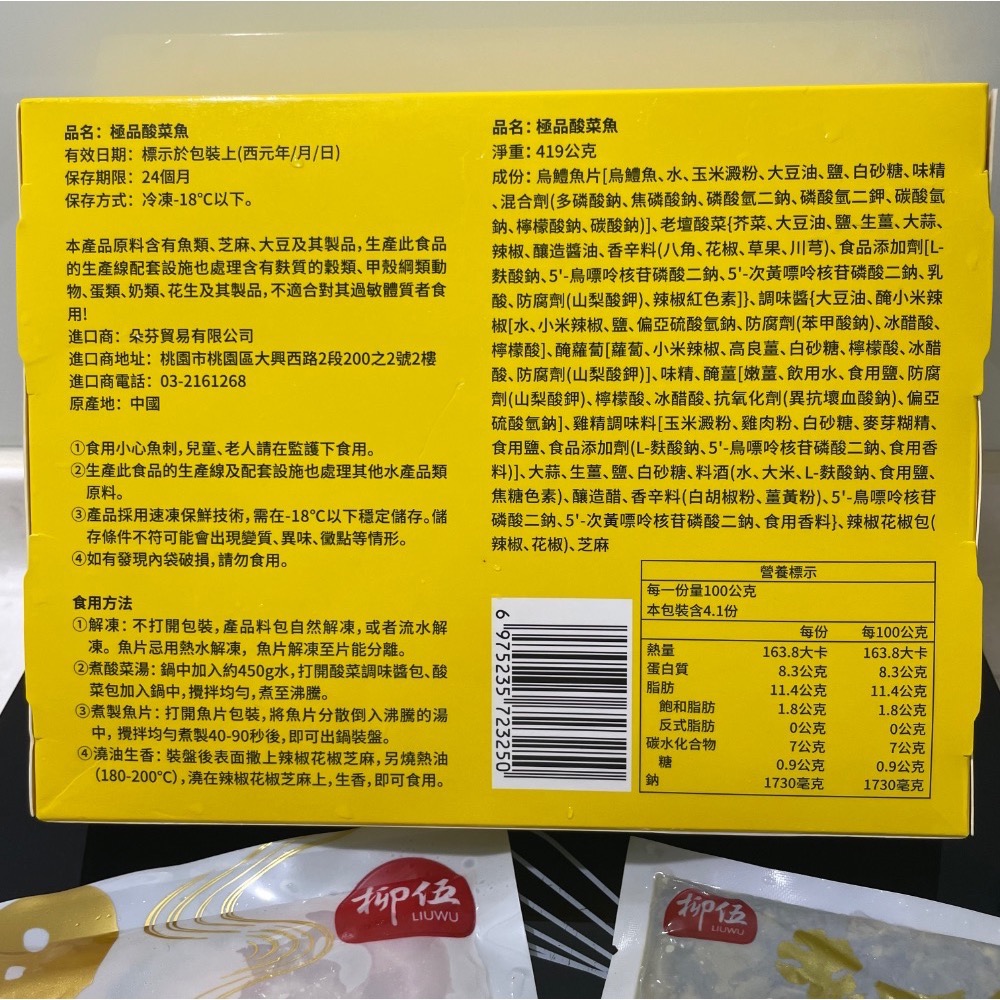 品名：極品酸菜魚
有效日期：標示於包裝上(西元年/月/日)
保存期限：24個月
保存方式：冷凍-18℃以下。
本產品原料含有魚類、芝麻、大豆及其製品，生產此食品
的生產線配套設施也處理含有麩質的穀類、甲殼綱類動
物、蛋類、奶類、花生及其製品，不適合對其過敏體質者食
用!
進口商：朵芬貿易有限公司
進口商地址：桃園市桃園區大興西路2段200之2號2樓
進口商電話：03-2161268
原產地：中國
①食用小心魚刺，兒童、老人請在監護下食用。
②生產此食品的生產線及配套設施也處理其他水產品類
原料。
③產品採用速凍保鮮技術，需在-18℃以下穩定儲存。儲
存條件不符可能會出現變質、異味、黴點等情形。
④如有發現內袋破損，請勿食用。
食用方法
①解凍：不打開包裝，產品料包自然解凍，或者流水解
凍。魚片忌用熱水解凍，魚片解凍至片能分離。
②煮酸菜湯：鍋中加入約450g水，打開酸菜調味醬包、酸
菜包加入鍋中，攪拌均勻，煮至沸騰。
③煮製魚片：打開魚片包裝，將魚片分散倒入沸騰的湯
中，攪拌均勻煮製40-90秒後，即可出鍋裝盤。
④澆油生香：裝盤後表面撒上辣椒花椒芝麻，另燒熱油
（180-200℃），澆在辣椒花椒芝麻上，生香，即可食用。
品名：極品酸菜魚
淨重：419公克
成份：烏鱧魚片[烏鱧魚、水、玉米澱粉、大豆油、鹽、白砂糖、味精
、混合劑(多磷酸鈉、焦磷酸鈉、磷酸氫二鈉、磷酸氫二鉀、碳酸氫
鈉、檸檬酸鈉、碳酸鈉)]、老壇酸菜{芥菜、大豆油、鹽、生薑、大蒜、
辣椒、釀造醬油、香辛料(八角、花椒、草果、川芎)、食品添加劑[L-
麩酸鈉、5'-鳥嘌呤核苷磷酸二鈉、5'-次黃嘌呤核苷磷酸二鈉、乳
酸、防腐劑(山梨酸鉀)、辣椒紅色素]}、調味醬{大豆油、醃小米辣
椒[水、小米辣椒、鹽、偏亞硫酸氫鈉、防腐劑(苯甲酸鈉)、冰醋酸、
檸檬酸]、醃蘿蔔[蘿蔔、小米辣椒、高良薑、白砂糖、檸檬酸、冰醋
酸、防腐劑(山梨酸鉀)]、味精、醃薑[嫩薑、飲用水、食用鹽、防腐
劑(山梨酸鉀)、檸檬酸、冰醋酸、抗氧化劑(異抗壞血酸鈉)、偏亞
硫酸氫鈉]、雞精調味料[玉米澱粉、雞肉粉、白砂糖、麥芽糊精、
食用鹽、食品添加劑(L-麩酸鈉、5'-鳥嘌呤核苷磷酸二鈉、食用香
料)]、大蒜、生薑、鹽、白砂糖、料酒(水、大米、L-麩酸鈉、食用鹽、
焦糖色素)、釀造醋、香辛料(白胡椒粉、薑黃粉)、5'-鳥嘌呤核苷
磷酸二鈉、5'-次黃嘌呤核苷磷酸二鈉、食用香料}、辣椒花椒包(
辣椒、花椒)、芝麻
6 975235 723250
營養標示
每一份量100公克
本包裝含4.1份
每份 每100公克
熱量 163.8大卡 163.8大卡
蛋白質 8.3公克 8.3公克
脂肪 11.4公克 11.4公克
飽和脂肪 1.8公克 1.8公克
反式脂肪 0公克 0公克
碳水化合物 7公克 7公克
糖 0.9公克 0.9公克
鈉 1730毫克 1730毫克
柳伍
LIUWU
柳伍
LIUWU